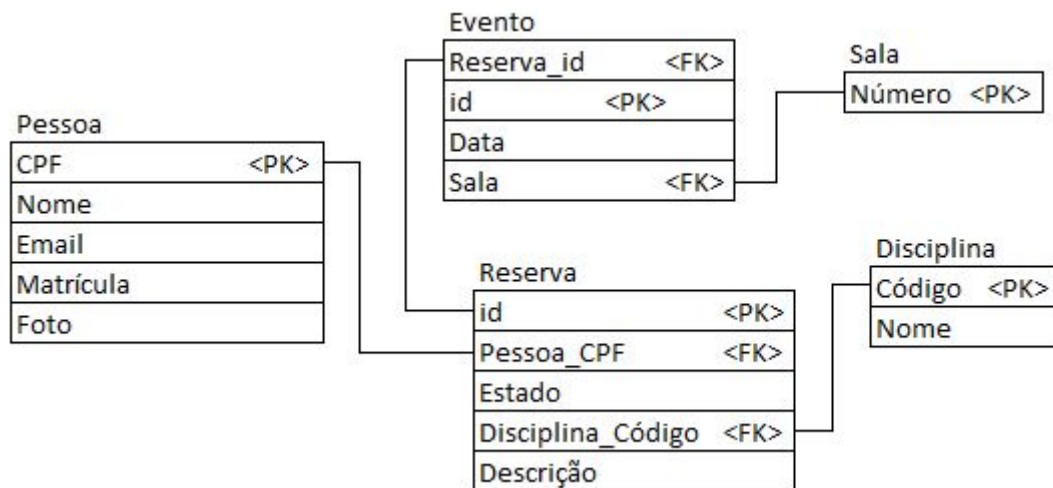 Evento
Reserva_id <FK>
id <PK>
Data
Sala <FK>
Sala
Número <PK>
Pessoa
CPF <PK>
Nome
Email
Matrícula
Foto
Reserva
id <PK>
Pessoa_CPF <FK>
Estado
Disciplina_Código <FK>
Descrição
Disciplina
Código <PK>
Nome